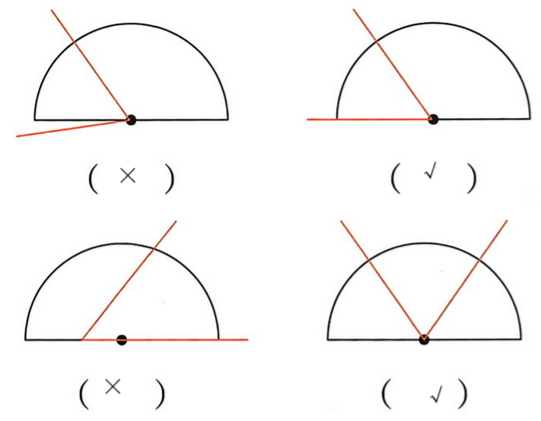 ( × ) ( √ )
( × ) ( √ )